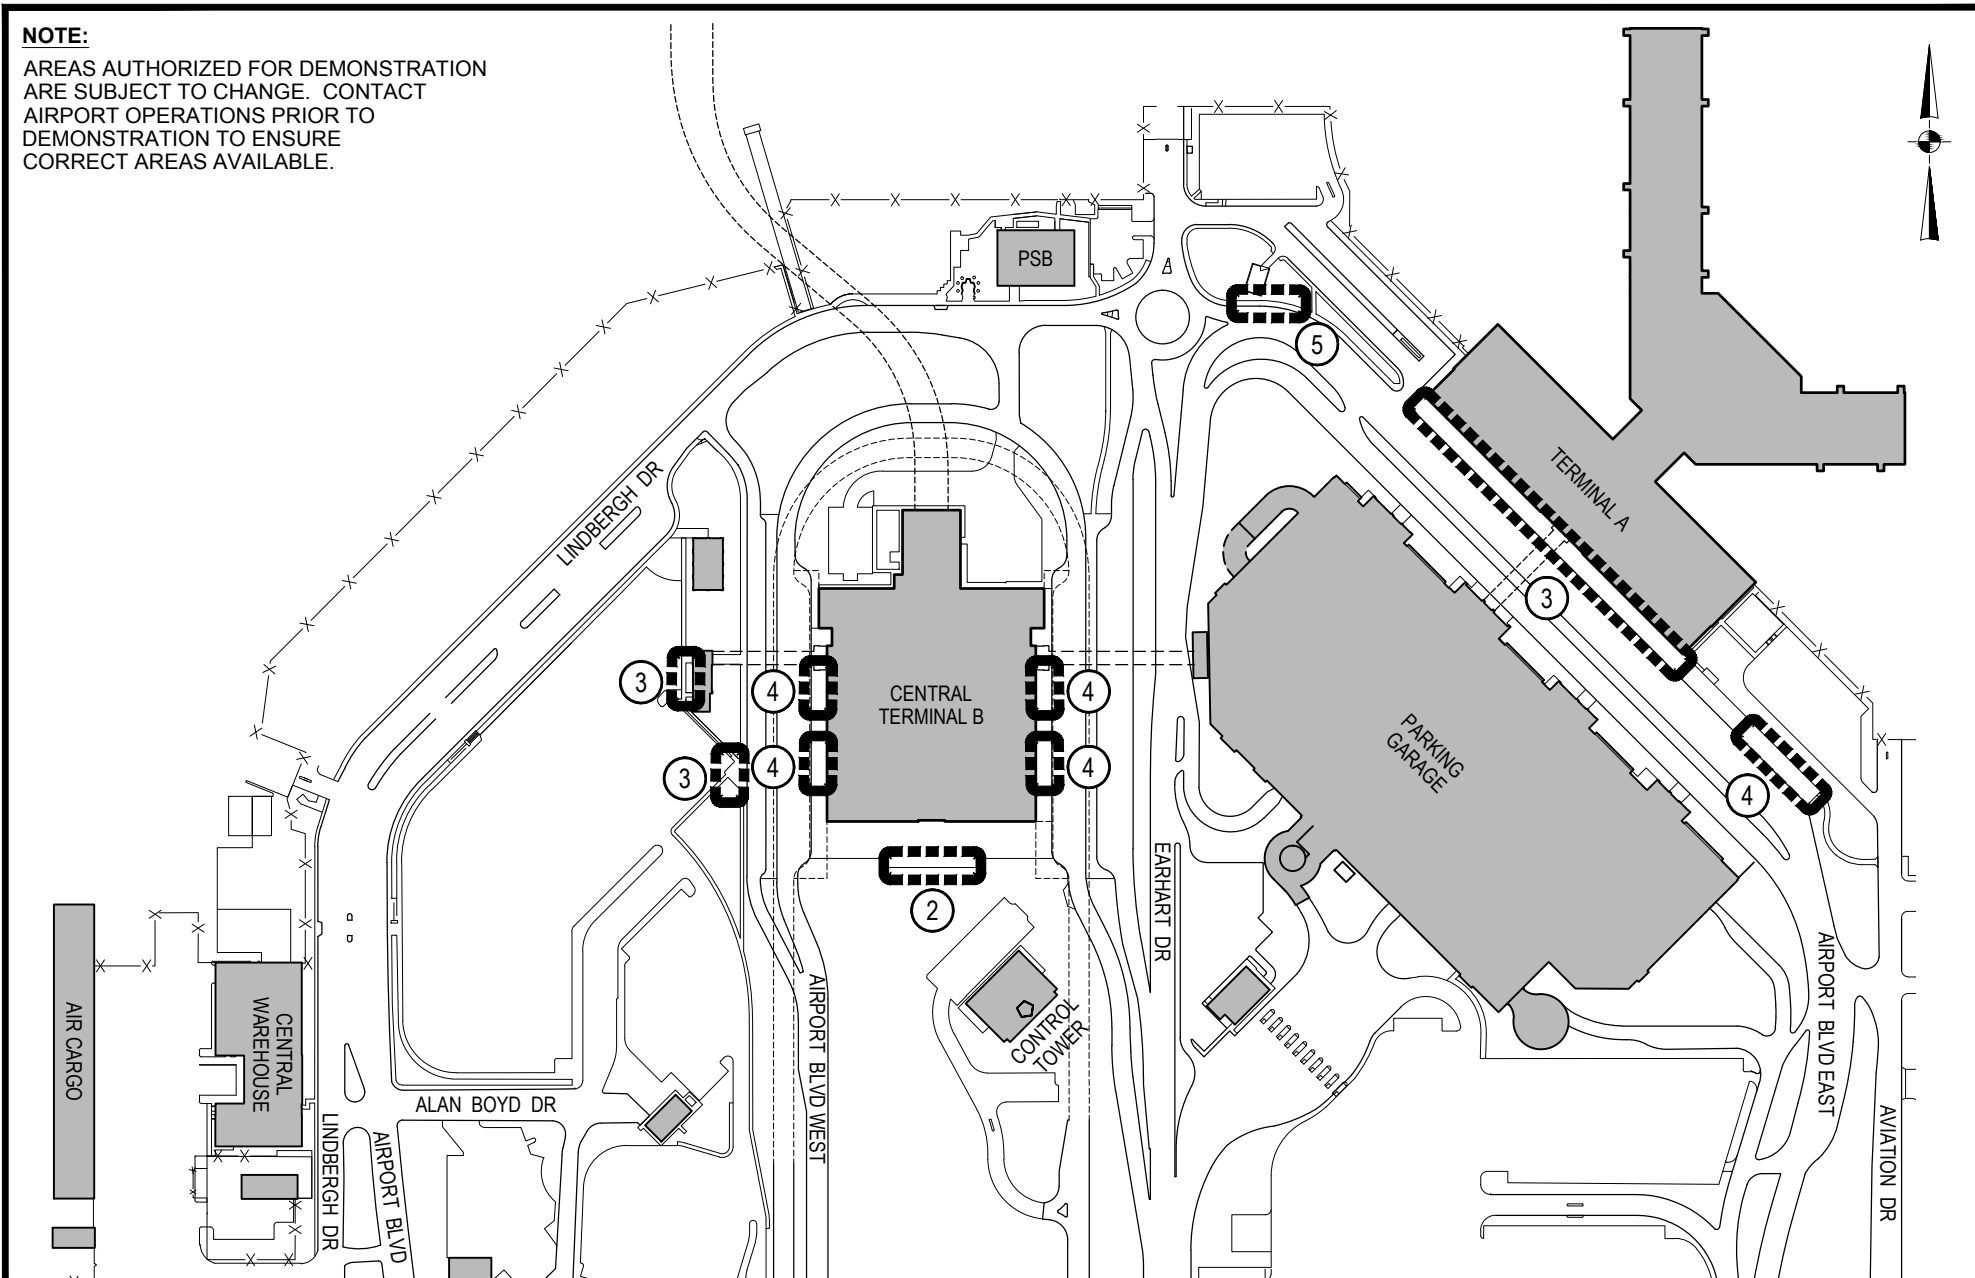 NOTE:
AREAS AUTHORIZED FOR DEMONSTRATION
ARE SUBJECT TO CHANGE.  CONTACT
AIRPORT OPERATIONS PRIOR TO
DEMONSTRATION TO ENSURE
CORRECT AREAS AVAILABLE.
PSB
5
TERMINAL A
LINDBERGH DR
3
3
4
CENTRAL
TERMINAL B
4
PARKING
GARAGE
3
4
4
4
2
EARHART DR
AIRPORT BLVD EAST
AIRPORT BLVD WEST
CONTROL
TOWER
AIR CARGO
CENTRAL
WAREHOUSE
ALAN BOYD DR
LINDBERGH DR
AIRPORT BLVD
AVIATION DR